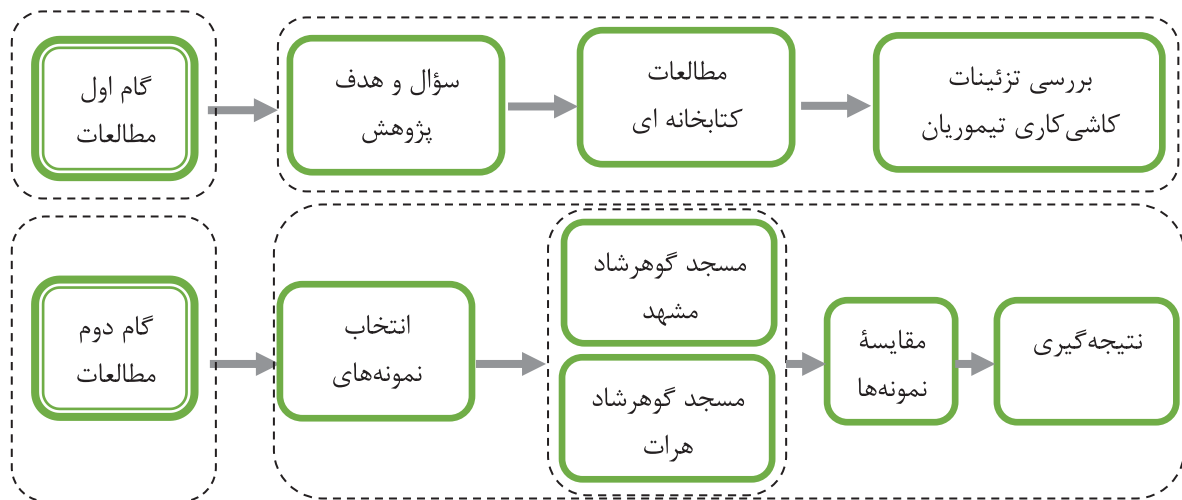 گام اول
مطالعات
سؤال و هدف
پژوهش
مطالعات
کتابخانه ای
بررسی تزئینات
کاشی‌کاری تیموریان
گام دوم
مطالعات
انتخاب
نمونه‌های
مسجد گوهرشاد
مشهد
مسجد گوهرشاد
هرات
مقایسۀ
نمونه‌ها
نتیجه‌گیری